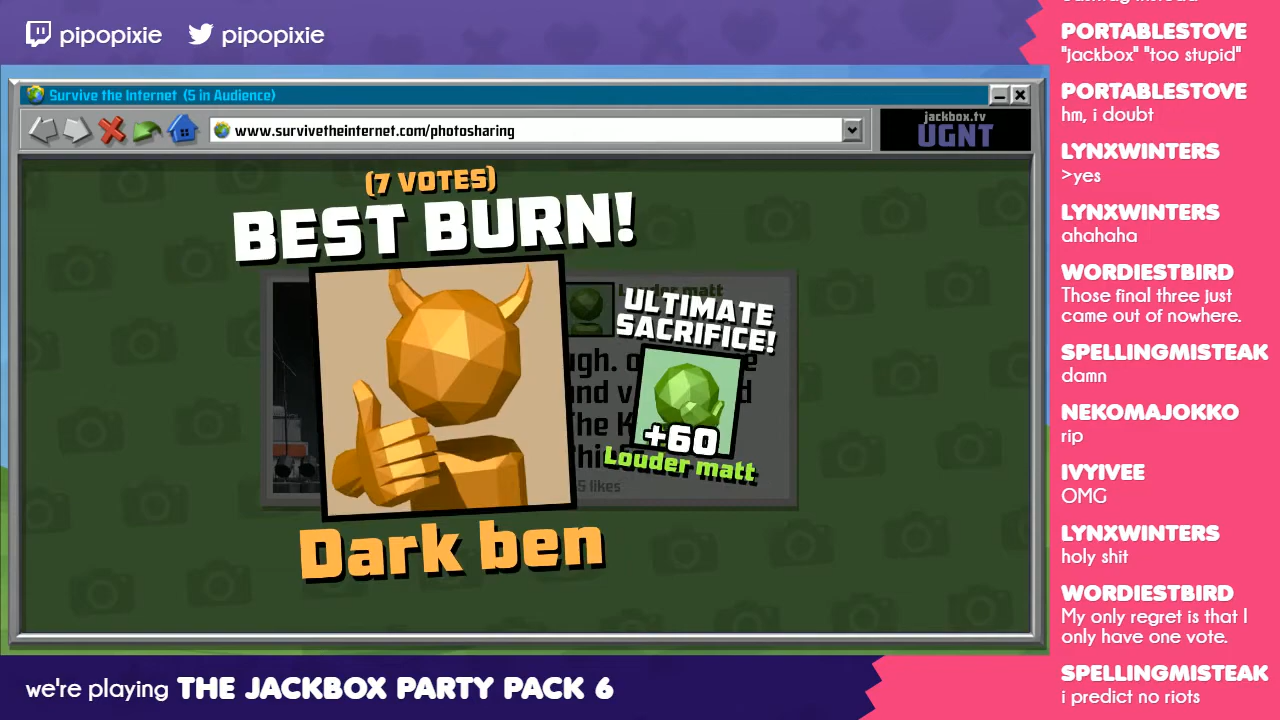 pipopixie pipopixie
Survive the Internet (5 in Audience)
www.survivetheinternet.com/photosharing
jackbox.tv
UGNT
(7 VOTES)
BEST BURN!
Louder matt
ULTIMATE
SACRIFICE!
+60
Louder matt
5 likes
Dark ben
we're playing THE JACKBOX PARTY PACK 6
PORTABLESTOVE
"jackbox" "too stupid"
PORTABLESTOVE
hm, i doubt
LYNXWINTERS
>yes
LYNXWINTERS
ahahaha
WORDIESTBIRD
Those final three just
came out of nowhere.
SPELLINGMISTEAK
damn
NEKOMAJOKKO
rip
IVYIVEE
OMG
LYNXWINTERS
holy shit
WORDIESTBIRD
My only regret is that I
only have one vote.
SPELLINGMISTEAK
i predict no riots